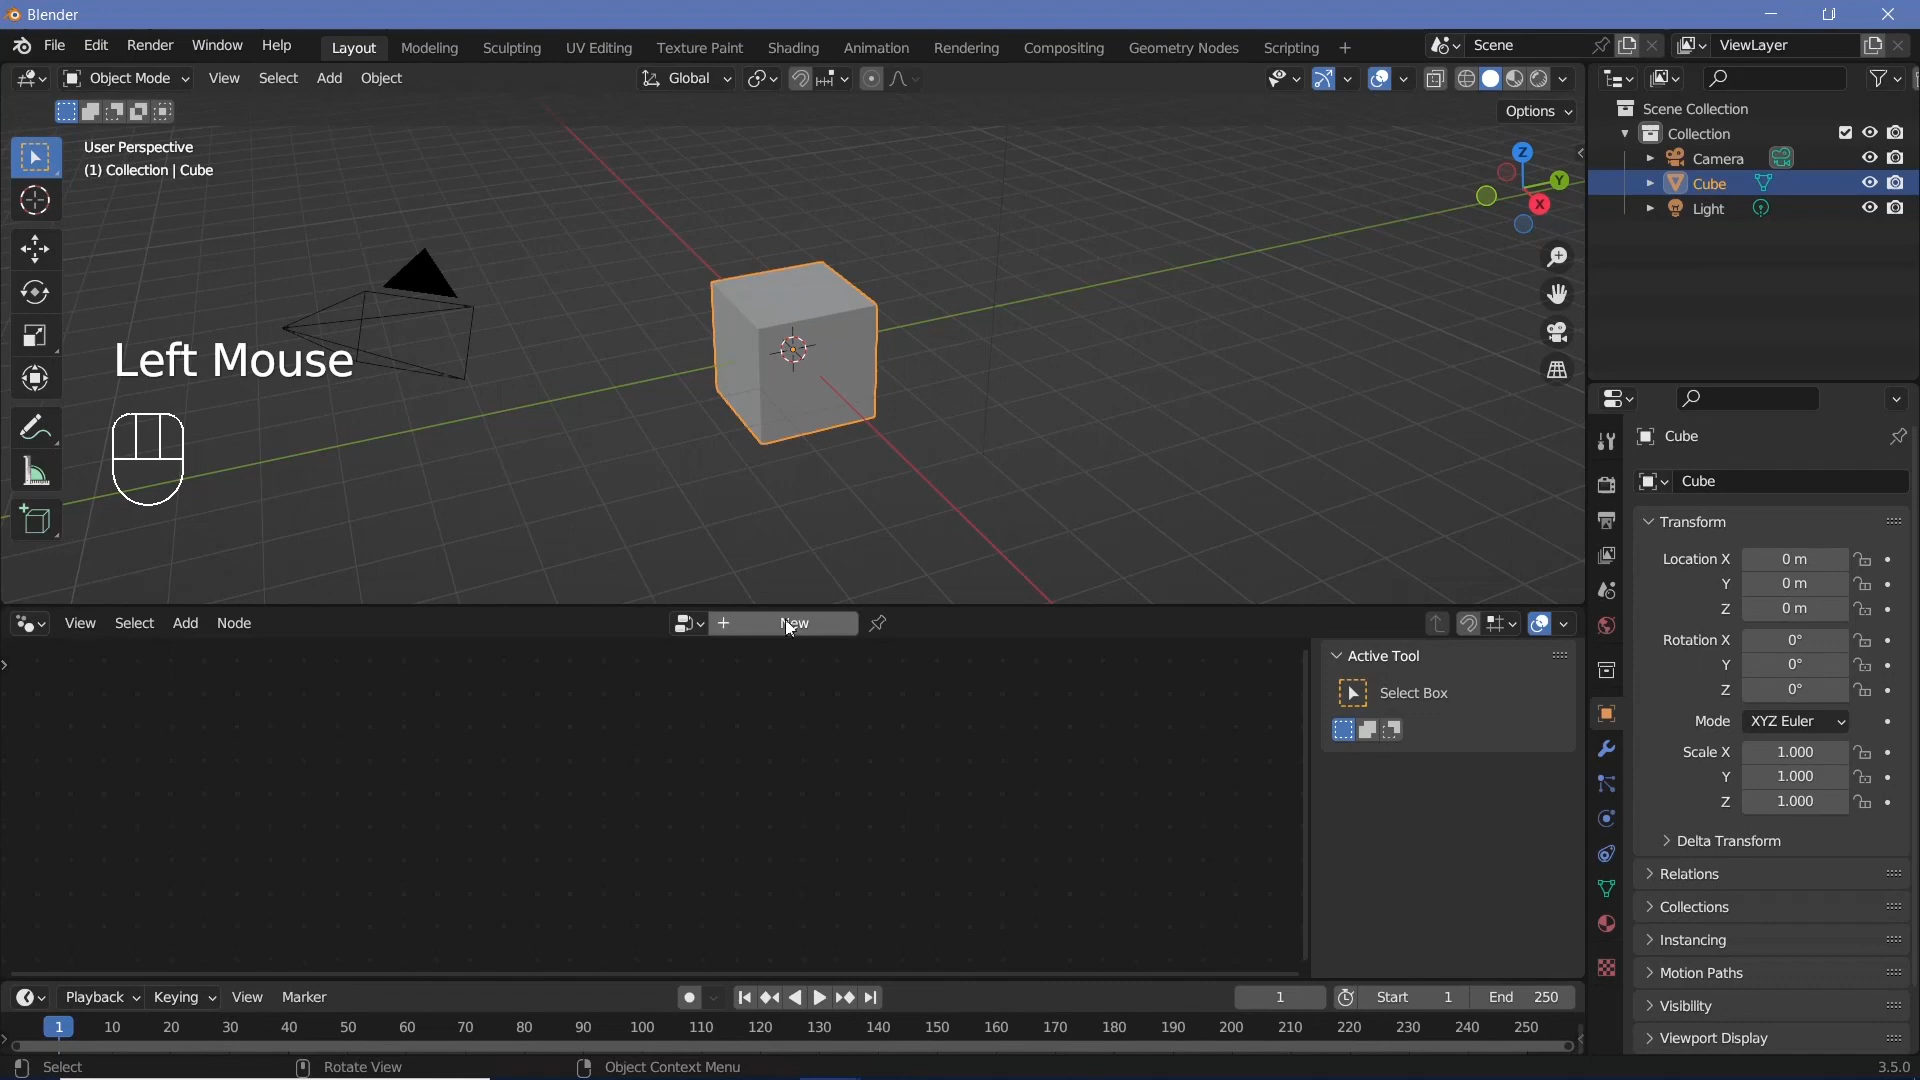 Blender
File Edit Render Window Help Layout Modeling Sculpting UV Editing Texture Paint Shading Animation Rendering Compositing Geometry Nodes Scripting + Scene ViewLayer
Object Mode View Select Add Object Global
Options
User Perspective
(1) Collection | Cube
Z
Y
X
Left Mouse
Scene Collection
Collection
Camera
Cube
Light
Cube
Cube
Transform
Location X 0 m
Y 0 m
Z 0 m
Rotation X 0°
Y 0°
Z 0°
Mode XYZ Euler
Scale X 1.000
Y 1.000
Z 1.000
Delta Transform
Relations
Collections
Instancing
Motion Paths
Visibility
Viewport Display
View Select Add Node + New
Active Tool
Select Box
Playback Keying View Marker 1 Start 1 End 250
1 10 20 30 40 50 60 70 80 90 100 110 120 130 140 150 160 170 180 190 200 210 220 230 240 250
Select Rotate View Object Context Menu 3.5.0